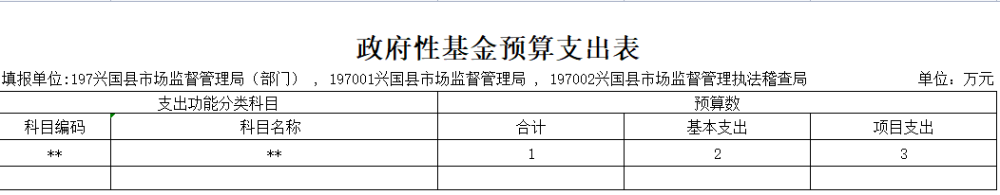 政府性基金预算支出表
填报单位:197兴国县市场监督管理局（部门） , 197001兴国县市场监督管理局 , 197002兴国县市场监督管理执法稽查局 单位：万元
支出功能分类科目 预算数
科目编码 科目名称 合计 基本支出 项目支出
** ** 1 2 3